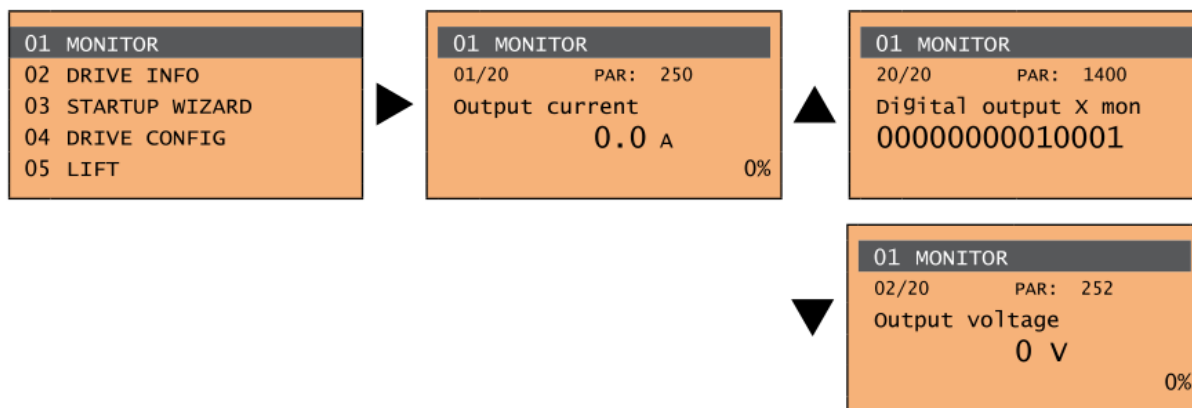 01 MONITOR
02 DRIVE INFO
03 STARTUP WIZARD
04 DRIVE CONFIG
05 LIFT
01 MONITOR
01/20 PAR: 250
Output current
0.0 A
0%
01 MONITOR
20/20 PAR: 1400
Digital output X mon
00000000010001
01 MONITOR
02/20 PAR: 252
Output voltage
0 V
0%